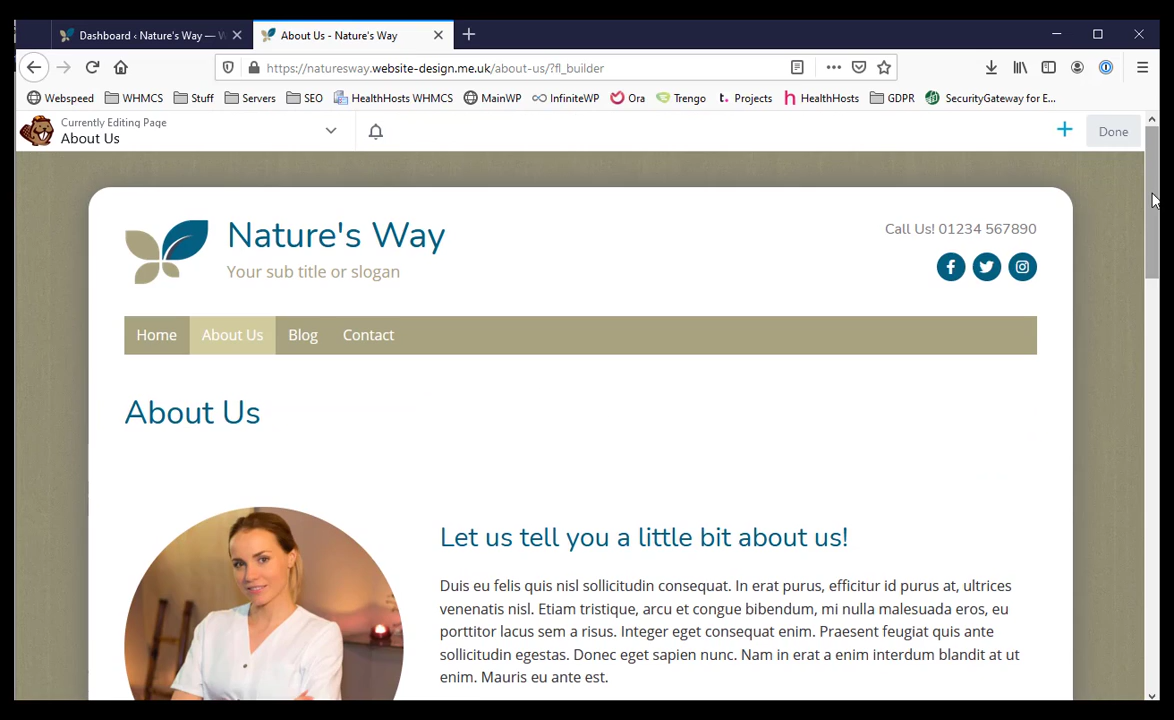 Dashboard ‹ Nature's Way — W
About Us - Nature's Way
https://naturesway.website-design.me.uk/about-us/?fl_builder
Webspeed
WHMCS
Stuff
Servers
SEO
HealthHosts WHMCS
MainWP
InfiniteWP
Ora
Trengo
t. Projects
h HealthHosts
GDPR
SecurityGateway for E...
Currently Editing Page
About Us
Done
Nature's Way
Your sub title or slogan
Call Us! 01234 567890
Home
About Us
Blog
Contact
About Us
Let us tell you a little bit about us!
Duis eu felis quis nisl sollicitudin consequat. In erat purus, efficitur id purus at, ultrices
venenatis nisl. Etiam tristique, arcu et congue bibendum, mi nulla malesuada eros, eu
porttitor lacus sem a risus. Integer eget consequat enim. Praesent feugiat quis ante
sollicitudin egestas. Donec eget sapien nunc. Nam in erat a enim interdum blandit at ut
enim. Mauris eu ante est.